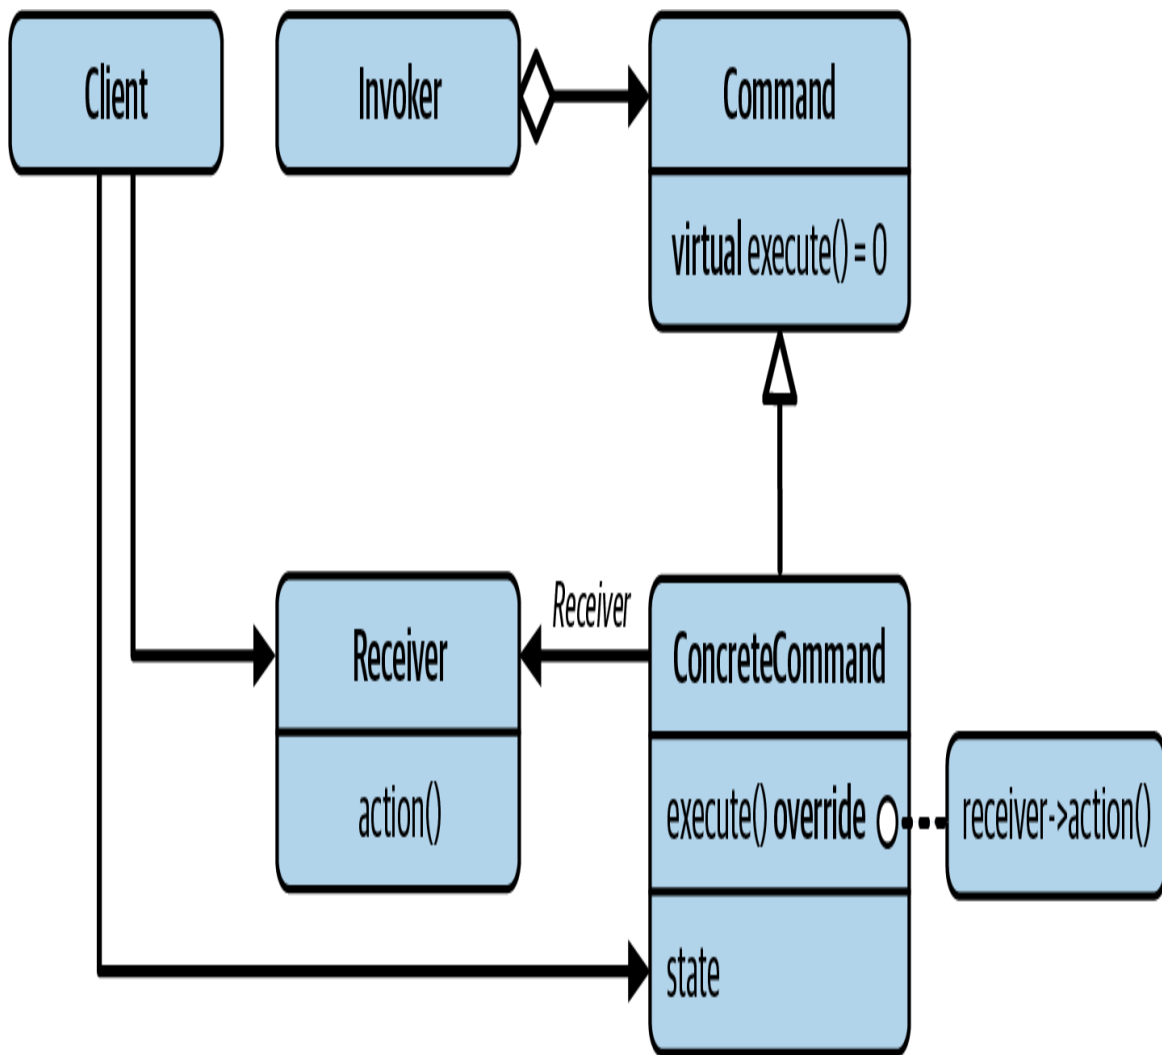 Client
Invoker
Command
virtual execute() = 0
Receiver
Receiver
action()
ConcreteCommand
execute() override
receiver->action()
state